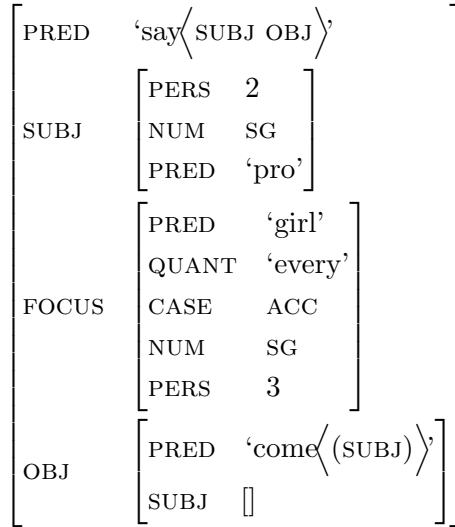 PRED ‘say⟨SUBJ OBJ⟩’
PERS 2
SUBJ NUM SG
PRED ‘pro’
PRED ‘girl’
QUANT ‘every’
FOCUS CASE ACC
NUM SG
PERS 3
PRED ‘come⟨(SUBJ)⟩’
OBJ
SUBJ []